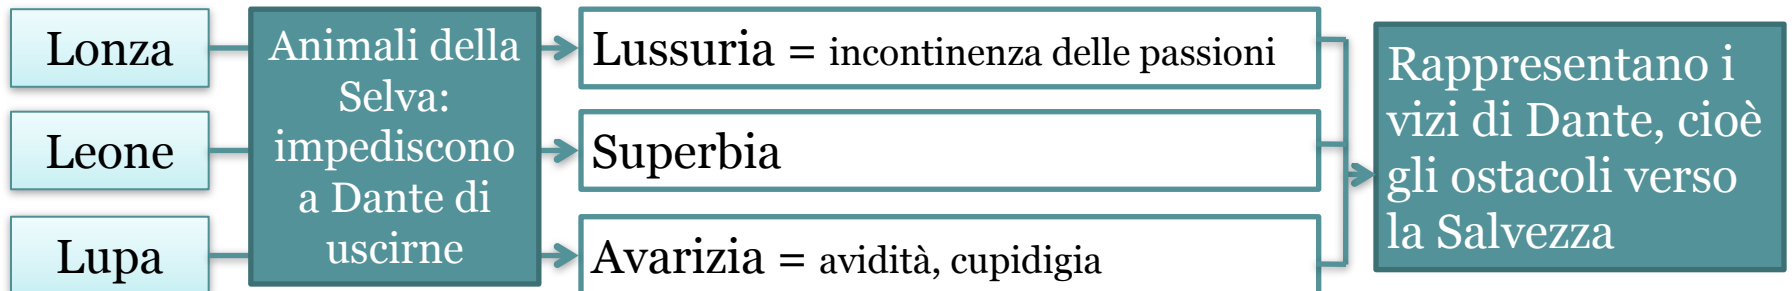 Lonza
Leone
Lupa
Animali della
Selva:
impediscono
a Dante di
uscirne
Lussuria = incontinenza delle passioni
Superbia
Avarizia = avidità, cupidigia
Rappresentano i
vizi di Dante, cioè
gli ostacoli verso
la Salvezza